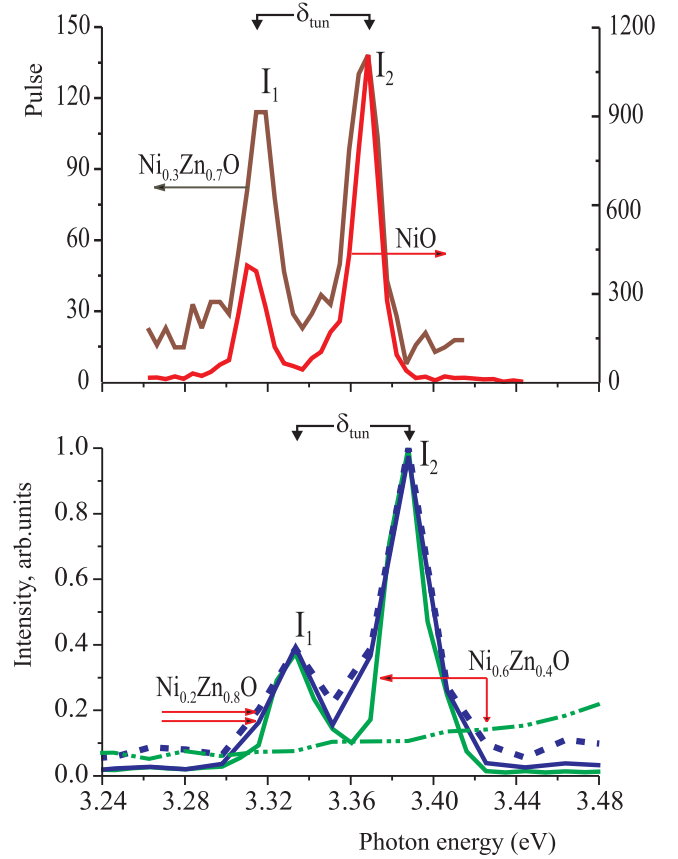 δtun
150
1200
120
900
90
600
60
300
30
0
0
Pulse
I1
I2
Ni0.3Zn0.7O
NiO
δtun
1.0
0.8
0.6
0.4
0.2
0.0
Intensity, arb.units
I2
I1
Ni0.2Zn0.8O
Ni0.6Zn0.4O
3.24 3.28 3.32 3.36 3.40 3.44 3.48
Photon energy (eV)